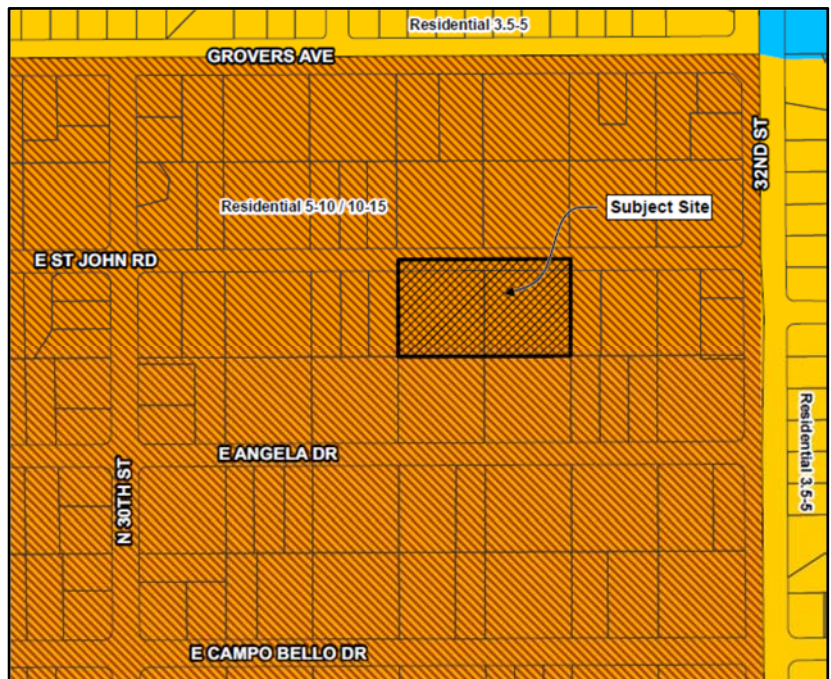 Residential 3.5-5
GROVERS AVE
32ND ST
Residential 5-10 / 10-15
Subject Site
E ST JOHN RD
Residential 3.5-5
E ANGELA DR
N 30TH ST
E CAMPO BELLO DR